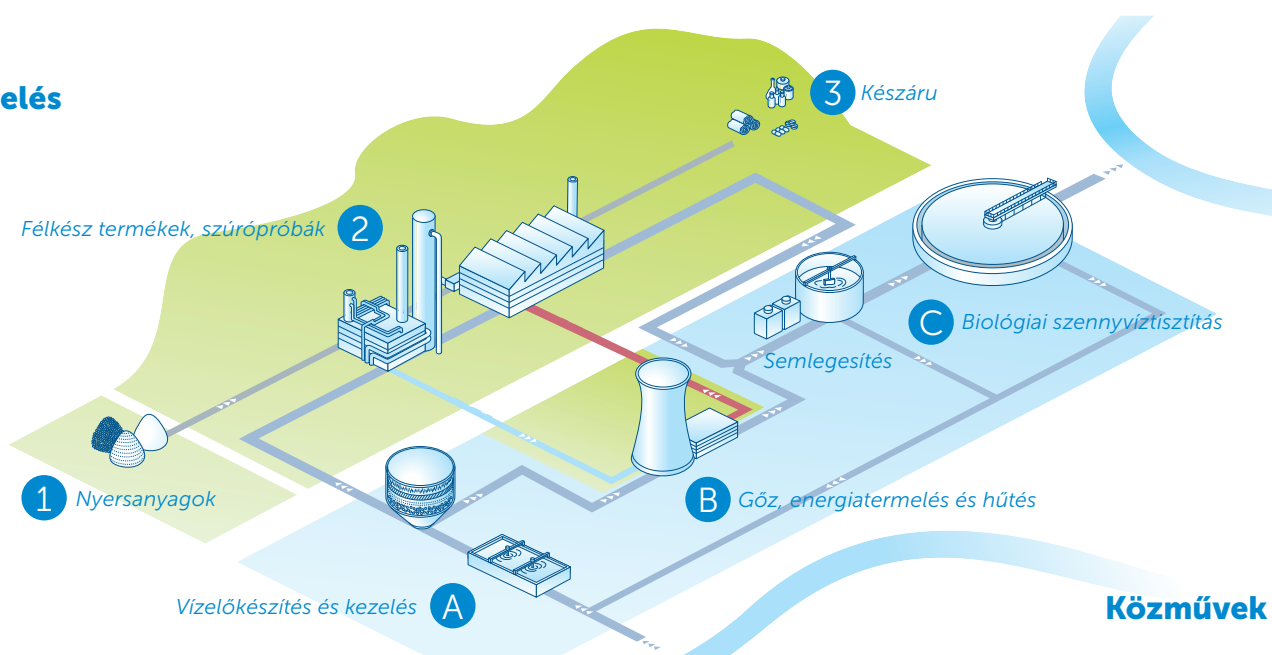 elés
3 Készáru
Félkész termékek, szúrópróbák 2
C Biológiai szennyvíztisztítás
Semlegesítés
1 Nyersanyagok
B Gőz, energiatermelés és hűtés
Vízelőkészítés és kezelés A
Közművek